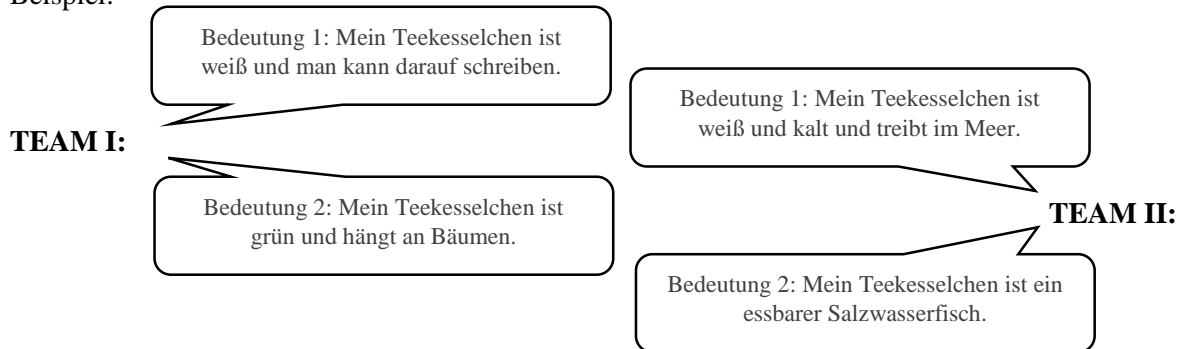 Beispiel:
Bedeutung 1: Mein Teekesselchen ist
weiß und man kann darauf schreiben.
TEAM I:
Bedeutung 2: Mein Teekesselchen ist
grün und hängt an Bäumen.
Bedeutung 1: Mein Teekesselchen ist
weiß und kalt und treibt im Meer.
TEAM II:
Bedeutung 2: Mein Teekesselchen ist ein
essbarer Salzwasserfisch.